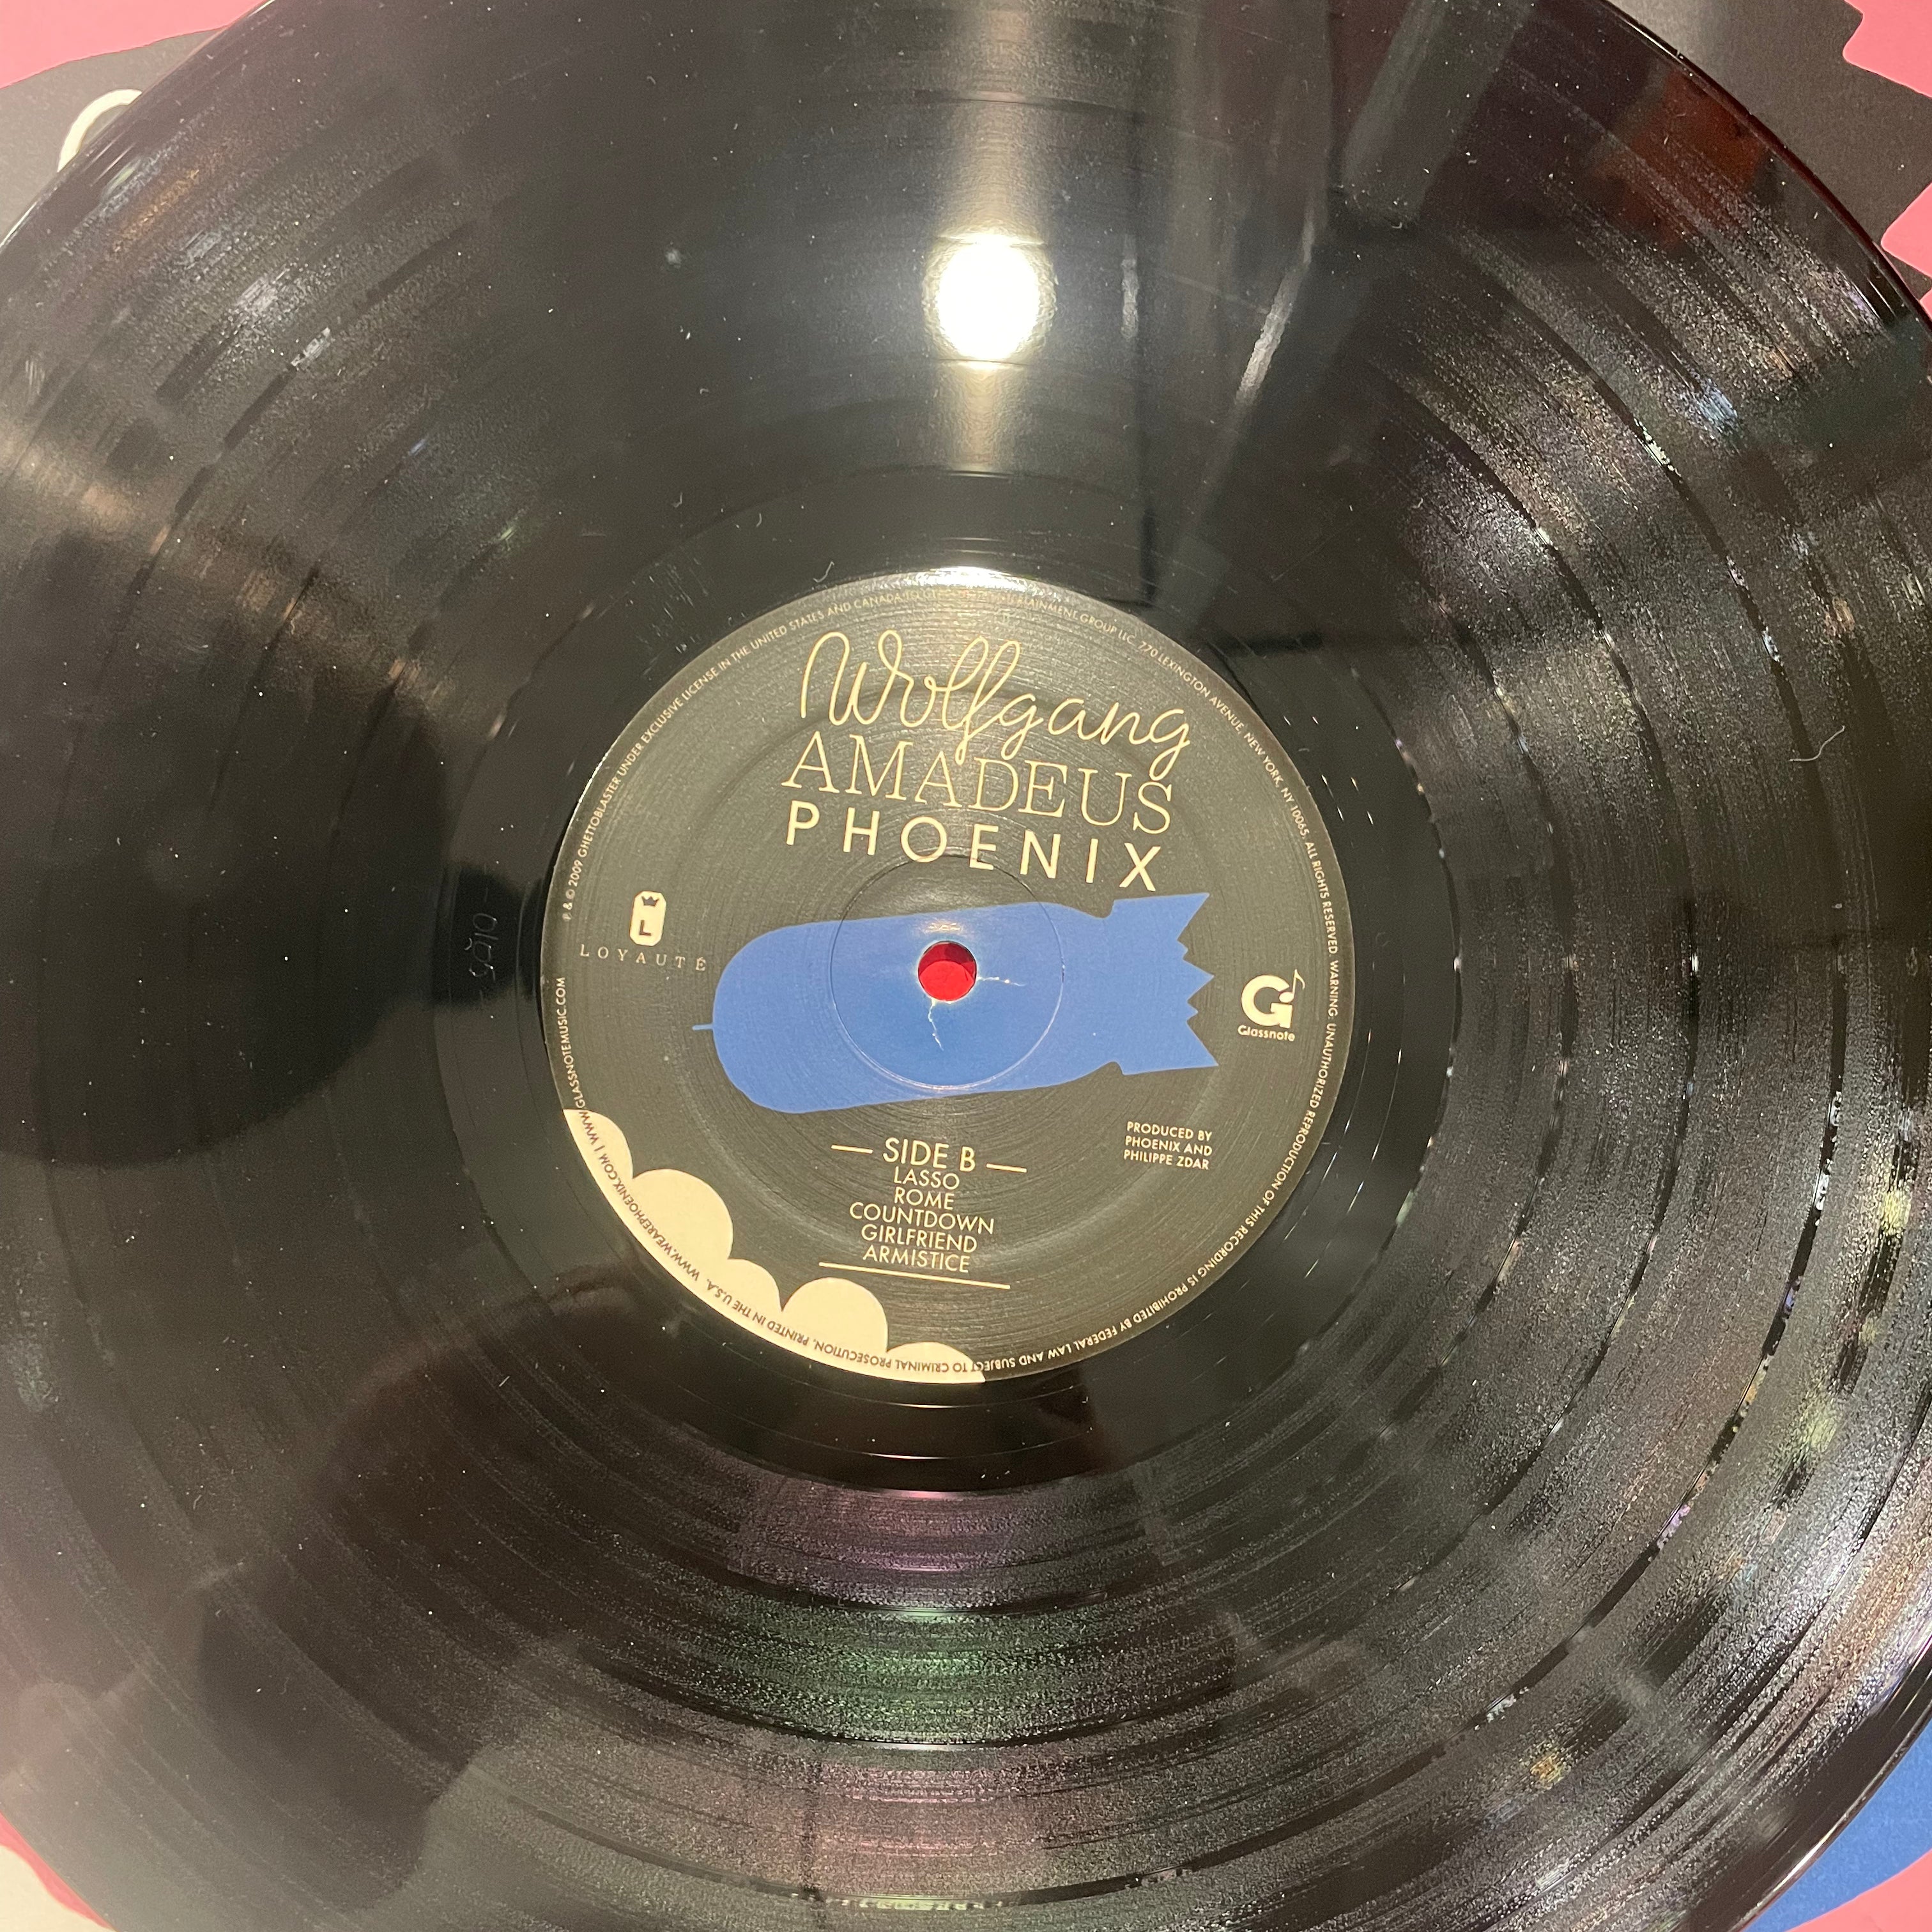 Wolfgang
AMADEUS
PHOENIX
L
LOYAUTÉ
G
Glassnote
PRODUCED BY
PHOENIX AND
PHILIPPE ZDAR
— SIDE B —
LASSO
ROME
COUNTDOWN
GIRLFRIEND
ARMISTICE
℗ & © 2009 GHETTOBLASTER UNDER EXCLUSIVE LICENSE IN THE UNITED STATES AND CANADA GROUP LLC. 770 LEXINGTON AVENUE, NEW YORK, NY 10065. ALL RIGHTS RESERVED. WARNING: UNAUTHORIZED REPRODUCTION OF THIS RECORDING IS PROHIBITED BY FEDERAL LAW AND SUBJECT TO CRIMINAL PROSECUTION. PRINTED IN THE U.S.A. WWW.WEAREPHOENIX.COM | WWW.GLASSNOTEMUSIC.COM